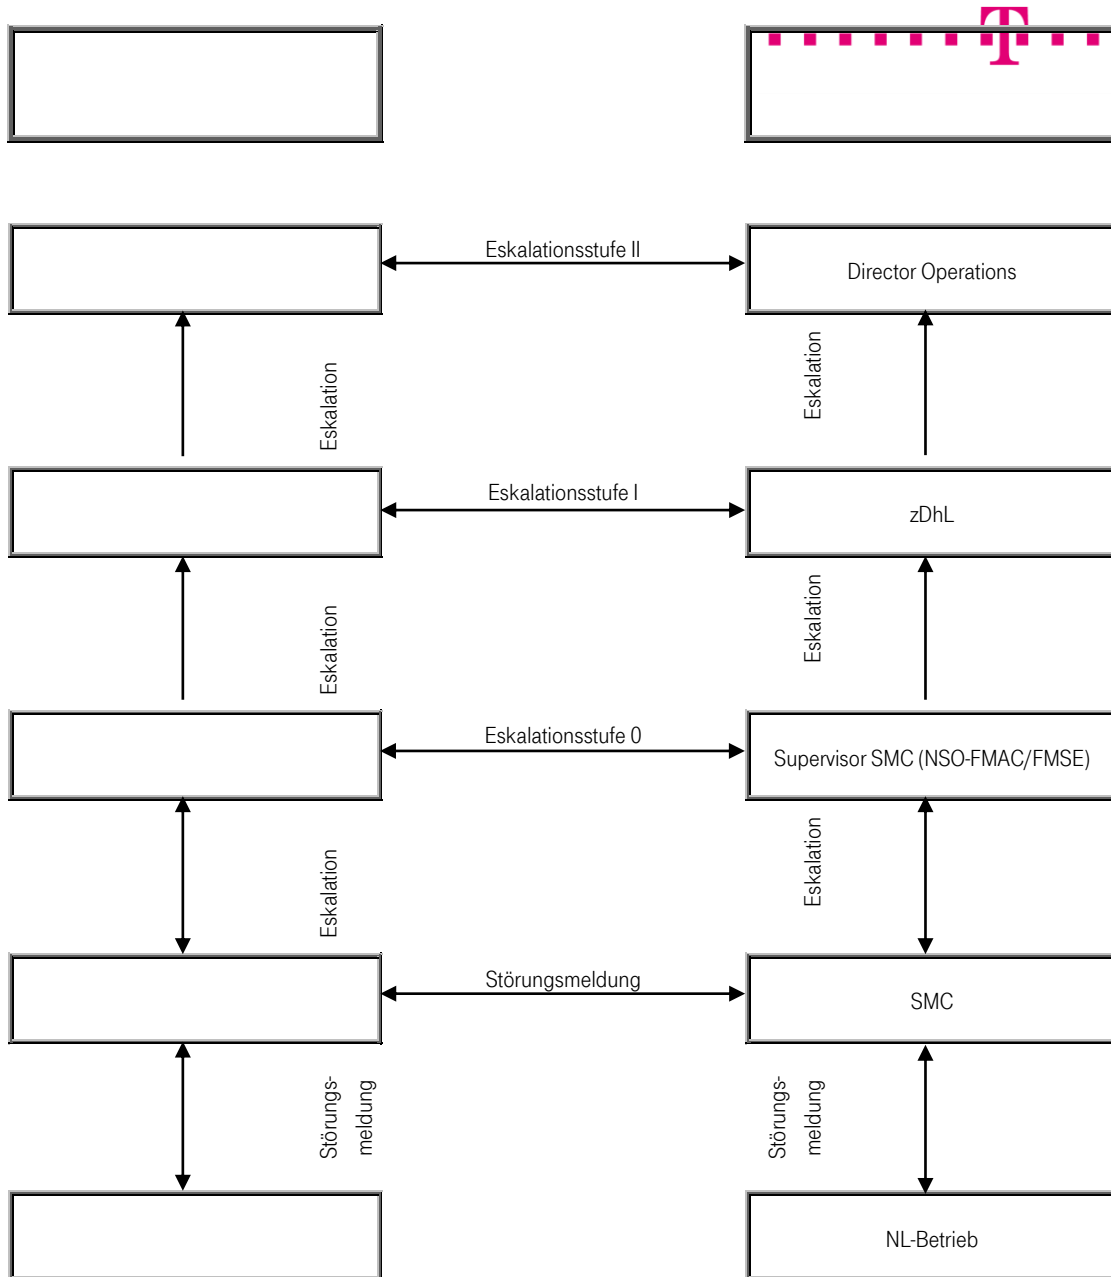 T
Eskalationsstufe II
Director Operations
Eskalation
Eskalation
Eskalationsstufe I
zDhL
Eskalation
Eskalation
Eskalationsstufe 0
Supervisor SMC (NSO-FMAC/FMSE)
Eskalation
Eskalation
Störungsmeldung
SMC
Störungs-
meldung
Störungs-
meldung
NL-Betrieb